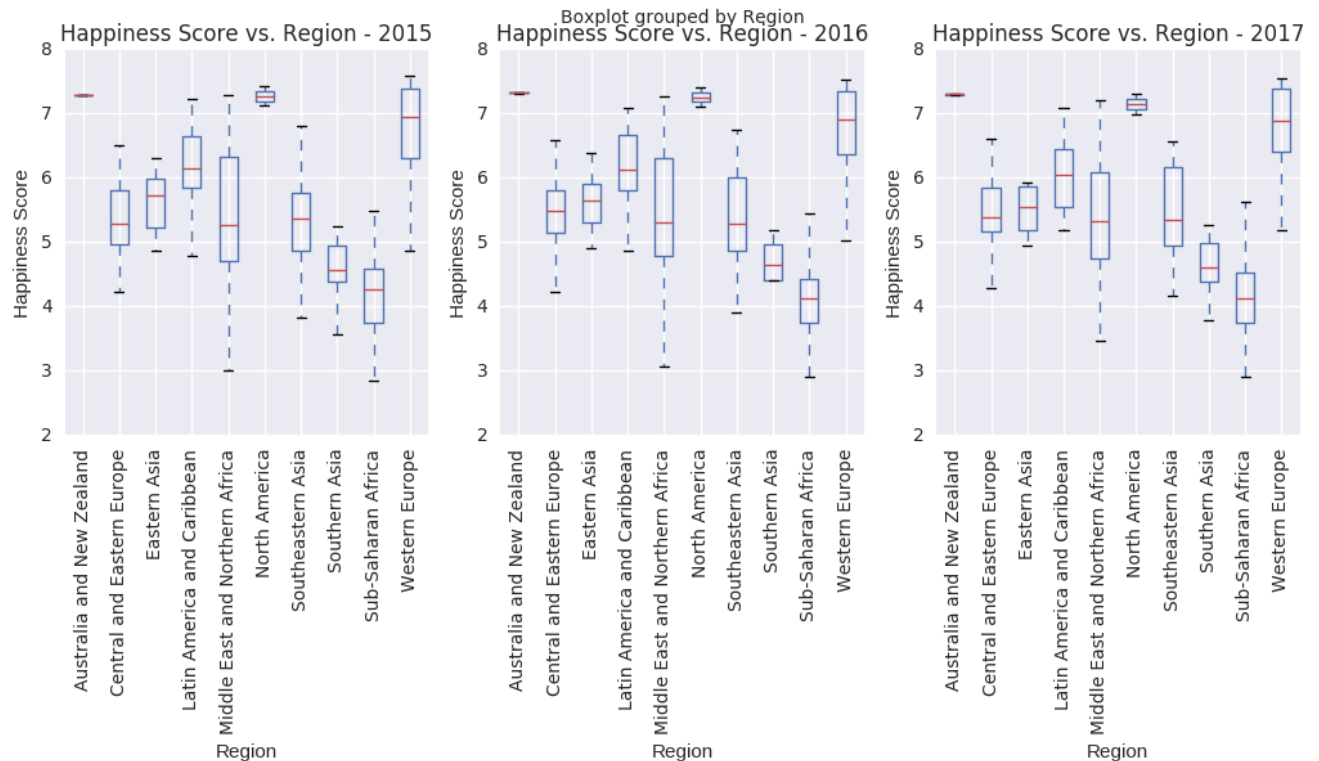 Boxplot grouped by Region
Happiness Score vs. Region - 2015
Happiness Score
8
7
6
5
4
3
2
Australia and New Zealand
Central and Eastern Europe
Eastern Asia
Latin America and Caribbean
Middle East and Northern Africa
North America
Southeastern Asia
Southern Asia
Sub-Saharan Africa
Western Europe
Region
Happiness Score vs. Region - 2016
Happiness Score
8
7
6
5
4
3
2
Australia and New Zealand
Central and Eastern Europe
Eastern Asia
Latin America and Caribbean
Middle East and Northern Africa
North America
Southeastern Asia
Southern Asia
Sub-Saharan Africa
Western Europe
Region
Happiness Score vs. Region - 2017
Happiness Score
8
7
6
5
4
3
2
Australia and New Zealand
Central and Eastern Europe
Eastern Asia
Latin America and Caribbean
Middle East and Northern Africa
North America
Southeastern Asia
Southern Asia
Sub-Saharan Africa
Western Europe
Region